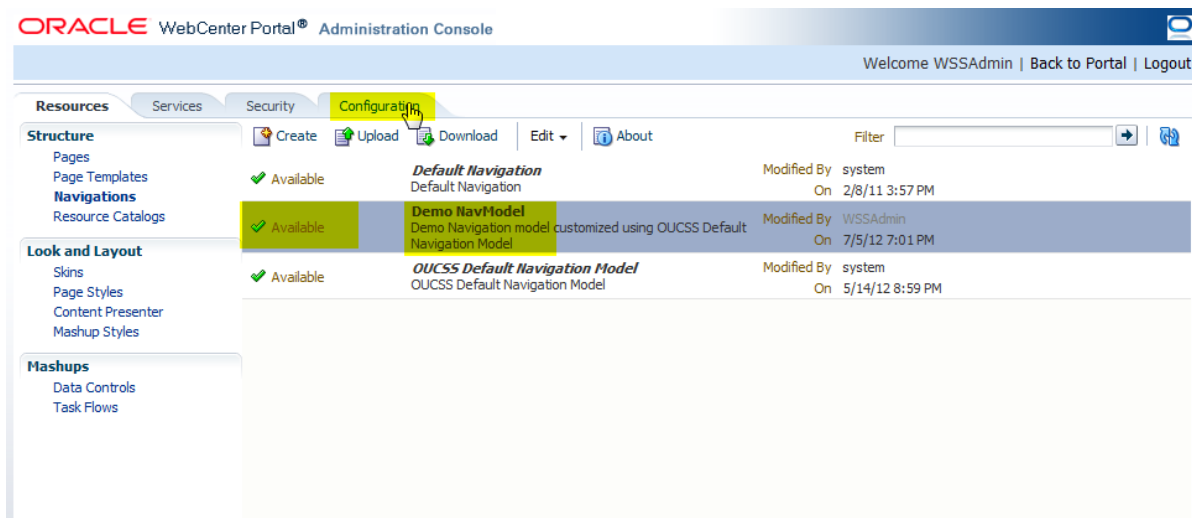 ORACLE WebCenter Portal® Administration Console
Welcome WSSAdmin | Back to Portal | Logout
Resources Services Security Configuration
Structure
Pages
Page Templates
Navigations
Resource Catalogs
Look and Layout
Skins
Page Styles
Content Presenter
Mashup Styles
Mashups
Data Controls
Task Flows
Create Upload Download Edit About Filter
Available Default Navigation Modified By system
Default Navigation On 2/8/11 3:57 PM
Available Demo NavModel Modified By WSSAdmin
Demo Navigation model customized using OUCSS Default
Navigation Model On 7/5/12 7:01 PM
Available OUCSS Default Navigation Model Modified By system
OUCSS Default Navigation Model On 5/14/12 8:59 PM